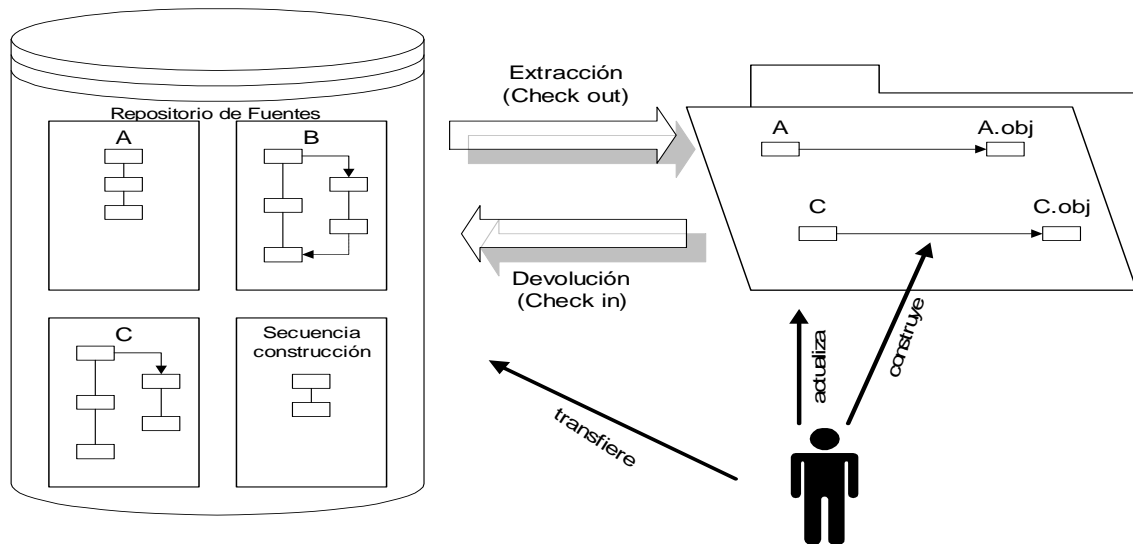 Repositorio de Fuentes
A
B
C
Secuencia
construcción
Extracción
(Check out)
Devolución
(Check in)
A
A.obj
C
C.obj
transfiere
actualiza
construye